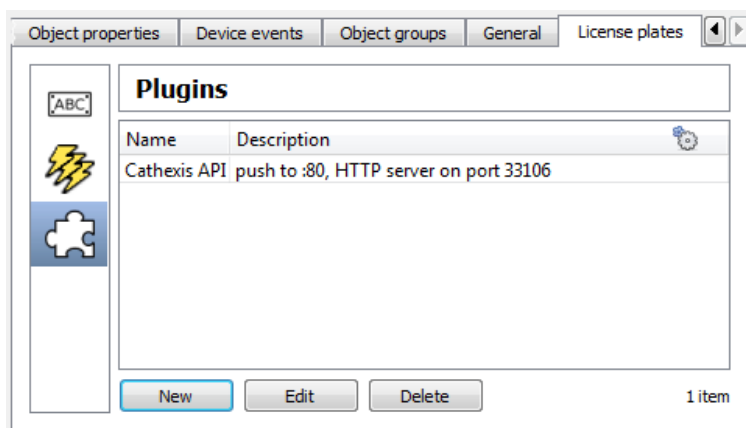 Object properties Device events Object groups General License plates
ABC
Plugins
Name Description
Cathexis API push to :80, HTTP server on port 33106
New Edit Delete 1 item